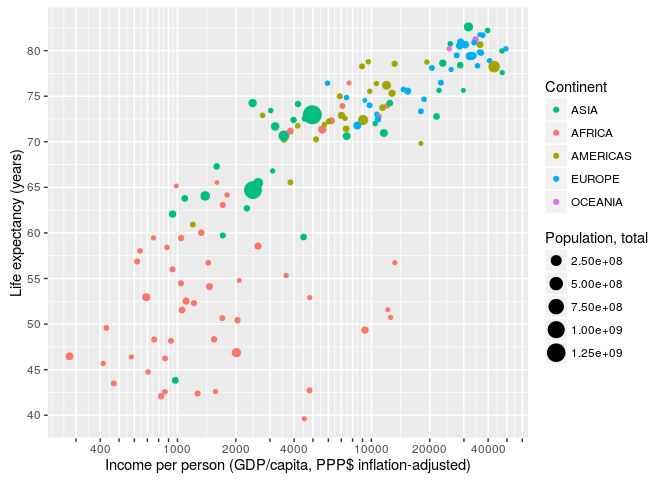 80
75
70
65
60
55
50
45
40
Life expectancy (years)
400 1000 2000 4000 10000 20000 40000
Income per person (GDP/capita, PPP$ inflation-adjusted)
Continent
ASIA
AFRICA
AMERICAS
EUROPE
OCEANIA
Population, total
2.50e+08
5.00e+08
7.50e+08
1.00e+09
1.25e+09